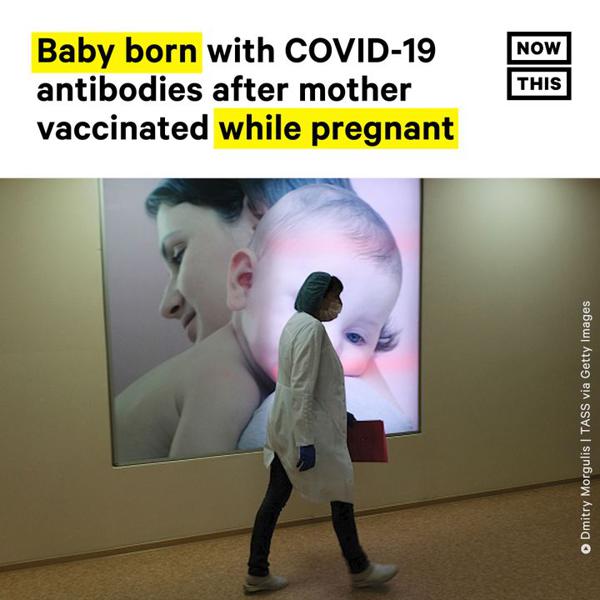 Baby born with COVID-19
antibodies after mother
vaccinated while pregnant
NOW
THIS
Dmitry Morgulis | TASS via Getty Images